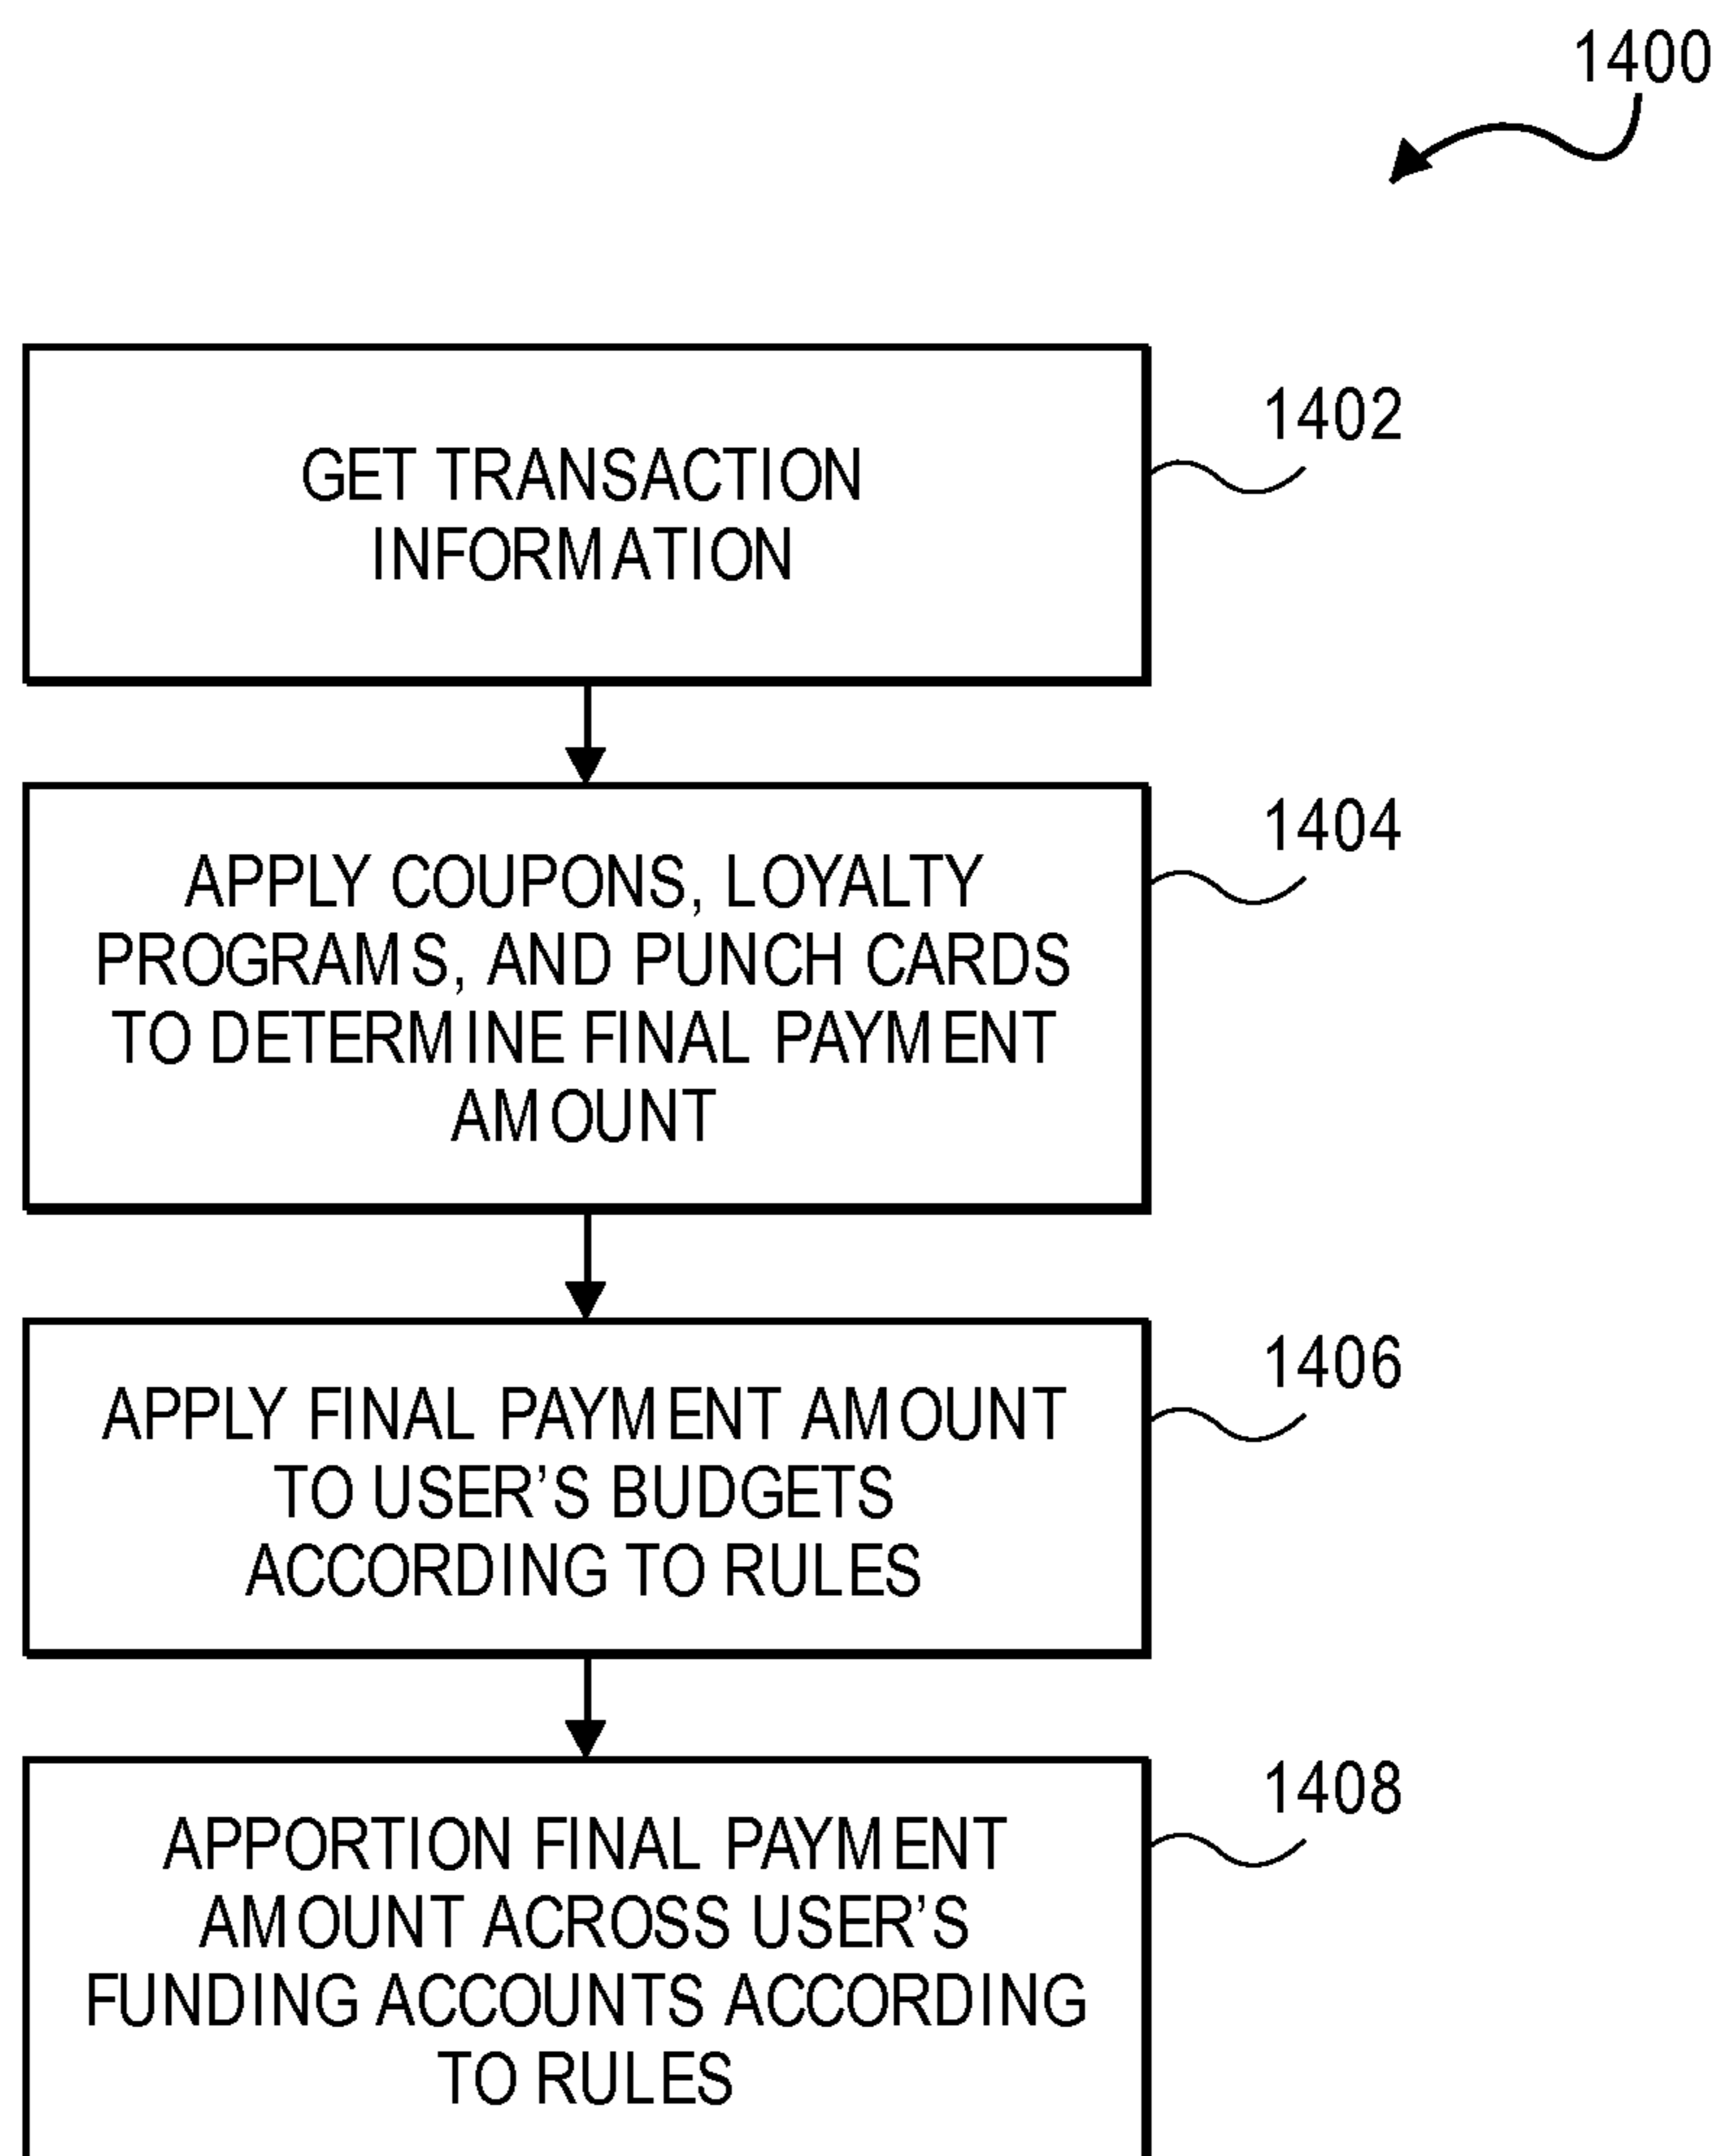 1400
GET TRANSACTION
INFORMATION
1402
APPLY COUPONS, LOYALTY
PROGRAMS, AND PUNCH CARDS
TO DETERMINE FINAL PAYMENT
AMOUNT
1404
APPLY FINAL PAYMENT AMOUNT
TO USER’S BUDGETS
ACCORDING TO RULES
1406
APPORTION FINAL PAYMENT
AMOUNT ACROSS USER’S
FUNDING ACCOUNTS ACCORDING
TO RULES
1408